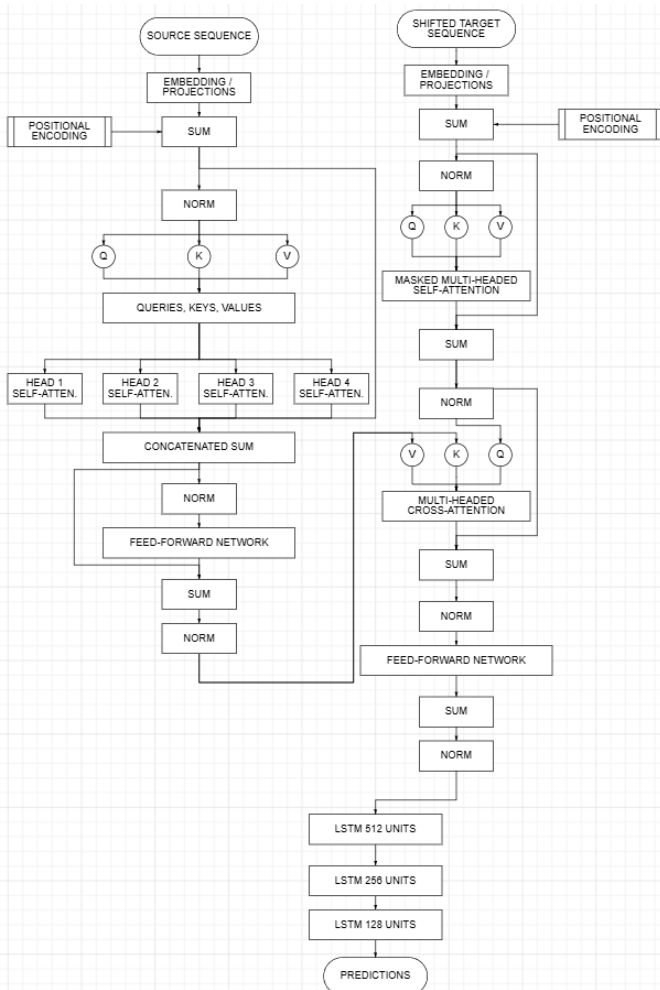 SOURCE SEQUENCE
EMBEDDING /
PROJECTIONS
POSITIONAL
ENCODING
SUM
NORM
Q
K
V
QUERIES, KEYS, VALUES
HEAD 1
SELF-ATTEN.
HEAD 2
SELF-ATTEN.
HEAD 3
SELF-ATTEN.
HEAD 4
SELF-ATTEN.
CONCATENATED SUM
NORM
FEED-FORWARD NETWORK
SUM
NORM
SHIFTED TARGET
SEQUENCE
EMBEDDING /
PROJECTIONS
SUM
POSITIONAL
ENCODING
NORM
Q
K
V
MASKED MULTI-HEADED
SELF-ATTENTION
SUM
NORM
V
K
Q
MULTI-HEADED
CROSS-ATTENTION
SUM
NORM
FEED-FORWARD NETWORK
SUM
NORM
LSTM 512 UNITS
LSTM 256 UNITS
LSTM 128 UNITS
PREDICTIONS